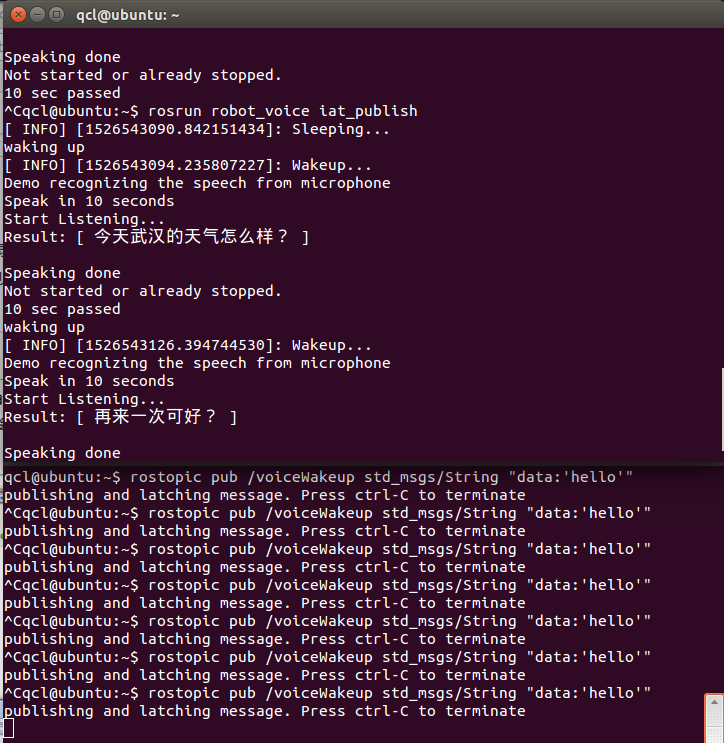 qcl@ubuntu: ~
Speaking done
Not started or already stopped.
10 sec passed
^Cqcl@ubuntu:~$ rosrun robot_voice iat_publish
[ INFO] [1526543090.842151434]: Sleeping...
waking up
[ INFO] [1526543094.235807227]: Wakeup...
Demo recognizing the speech from microphone
Speak in 10 seconds
Start Listening...
Result: [ 今天武汉的天气怎么样？ ]
Speaking done
Not started or already stopped.
10 sec passed
waking up
[ INFO] [1526543126.394744530]: Wakeup...
Demo recognizing the speech from microphone
Speak in 10 seconds
Start Listening...
Result: [ 再来一次可好？ ]
Speaking done
qcl@ubuntu:~$ rostopic pub /voiceWakeup std_msgs/String "data:'hello'"
publishing and latching message. Press ctrl-C to terminate
^Cqcl@ubuntu:~$ rostopic pub /voiceWakeup std_msgs/String "data:'hello'"
publishing and latching message. Press ctrl-C to terminate
^Cqcl@ubuntu:~$ rostopic pub /voiceWakeup std_msgs/String "data:'hello'"
publishing and latching message. Press ctrl-C to terminate
^Cqcl@ubuntu:~$ rostopic pub /voiceWakeup std_msgs/String "data:'hello'"
publishing and latching message. Press ctrl-C to terminate
^Cqcl@ubuntu:~$ rostopic pub /voiceWakeup std_msgs/String "data:'hello'"
publishing and latching message. Press ctrl-C to terminate
^Cqcl@ubuntu:~$ rostopic pub /voiceWakeup std_msgs/String "data:'hello'"
publishing and latching message. Press ctrl-C to terminate
^Cqcl@ubuntu:~$ rostopic pub /voiceWakeup std_msgs/String "data:'hello'"
publishing and latching message. Press ctrl-C to terminate